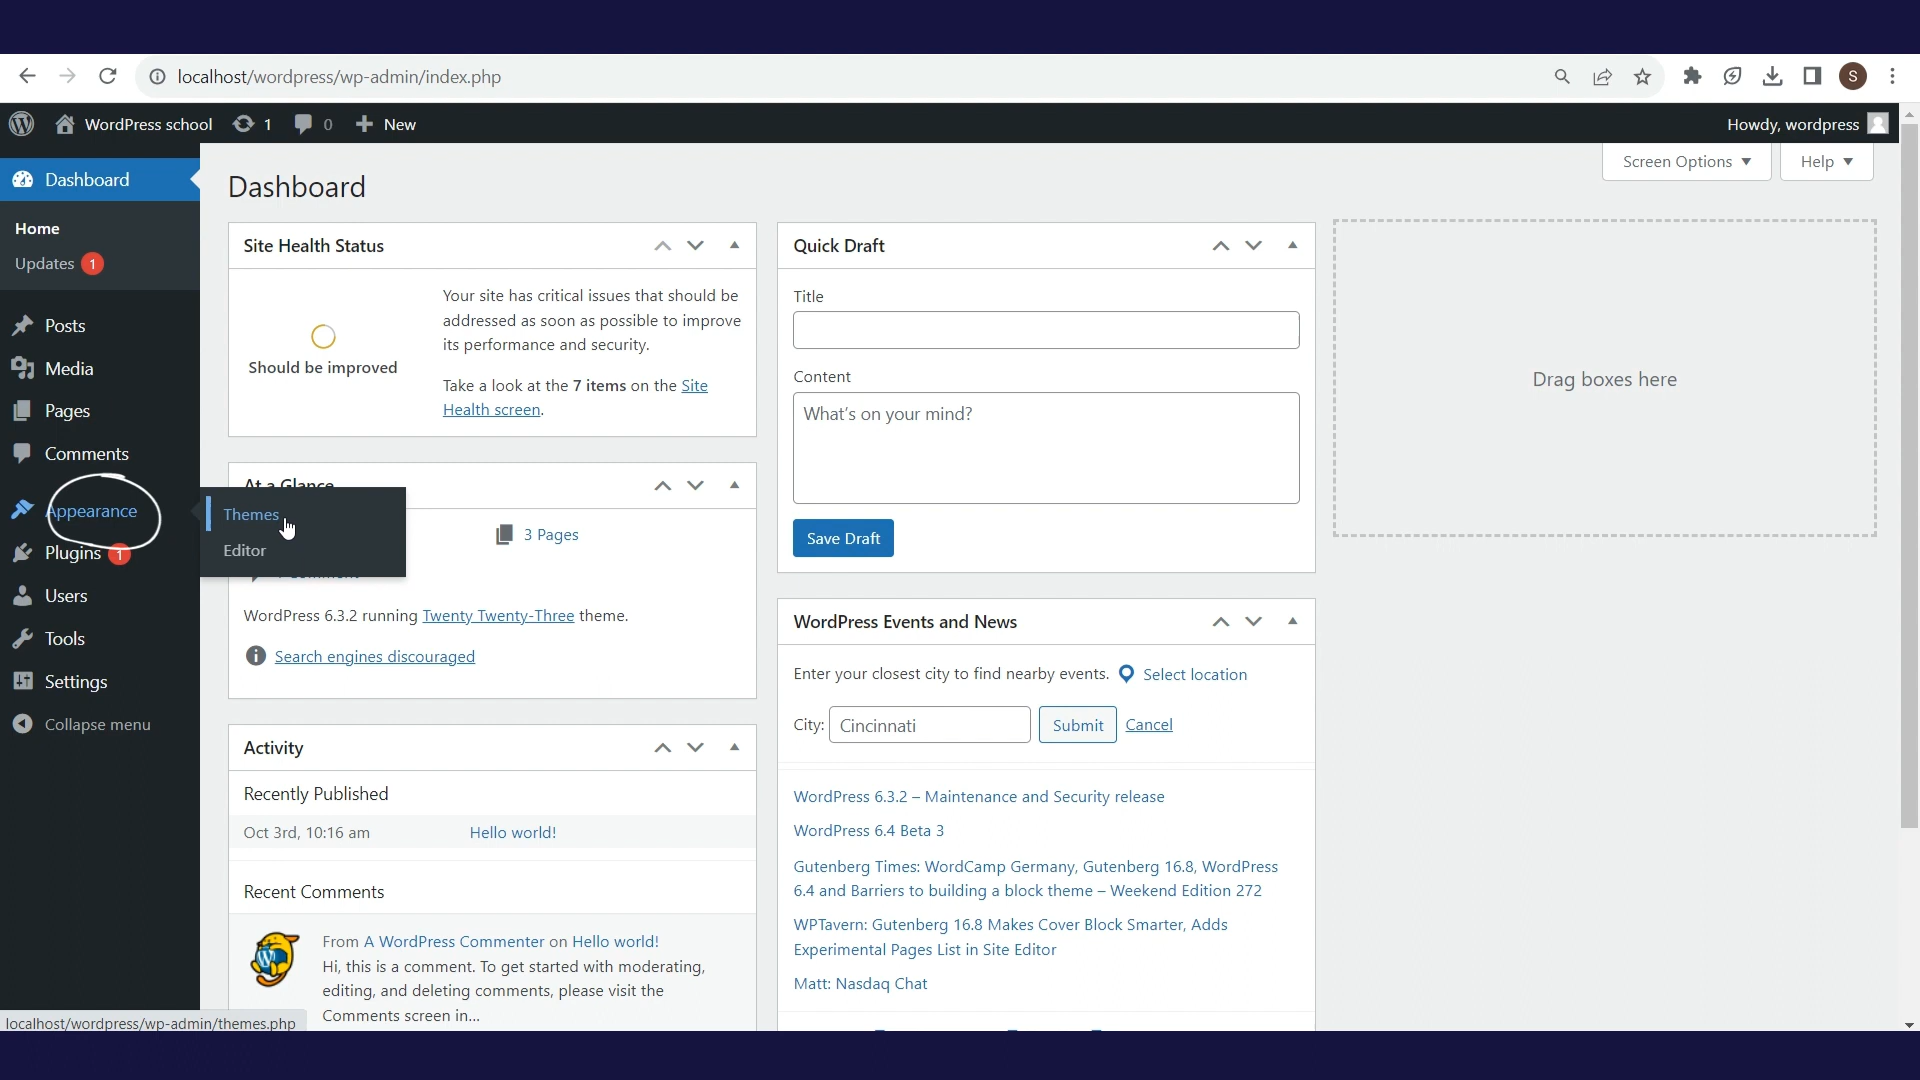 localhost/wordpress/wp-admin/index.php
S
WordPress school 1 0 New
Howdy, wordpress
Dashboard
Home
Updates 1
Posts
Media
Pages
Comments
Appearance
Plugins 1
Users
Tools
Settings
Collapse menu
Themes
Editor
Screen Options
Help
Dashboard
Site Health Status
Should be improved
Your site has critical issues that should be
addressed as soon as possible to improve
its performance and security.
Take a look at the 7 items on the Site
Health screen.
At a Glance
3 Pages
WordPress 6.3.2 running Twenty Twenty-Three theme.
Search engines discouraged
Activity
Recently Published
Oct 3rd, 10:16 am Hello world!
Recent Comments
From A WordPress Commenter on Hello world!
Hi, this is a comment. To get started with moderating,
editing, and deleting comments, please visit the
Comments screen in...
Quick Draft
Title
Content
What's on your mind?
Save Draft
WordPress Events and News
Enter your closest city to find nearby events. Select location
City: Cincinnati Submit Cancel
WordPress 6.3.2 – Maintenance and Security release
WordPress 6.4 Beta 3
Gutenberg Times: WordCamp Germany, Gutenberg 16.8, WordPress
6.4 and Barriers to building a block theme – Weekend Edition 272
WPTavern: Gutenberg 16.8 Makes Cover Block Smarter, Adds
Experimental Pages List in Site Editor
Matt: Nasdaq Chat
Drag boxes here
localhost/wordpress/wp-admin/themes.php